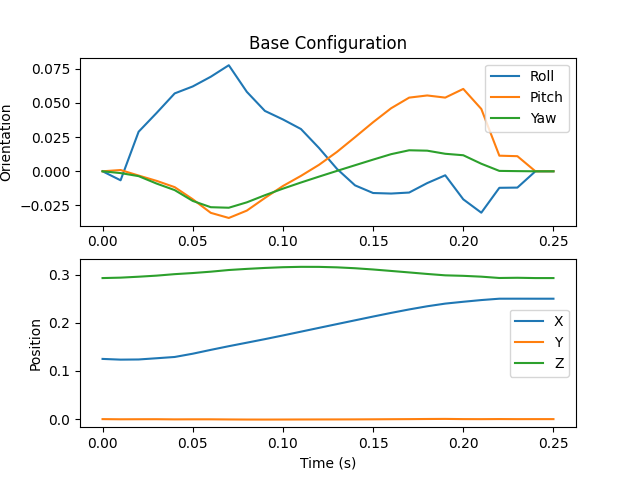 Base Configuration
Orientation
0.075
0.050
0.025
0.000
−0.025
Roll
Pitch
Yaw
0.00 0.05 0.10 0.15 0.20 0.25
Position
0.3
0.2
0.1
0.0
X
Y
Z
0.00 0.05 0.10 0.15 0.20 0.25
Time (s)